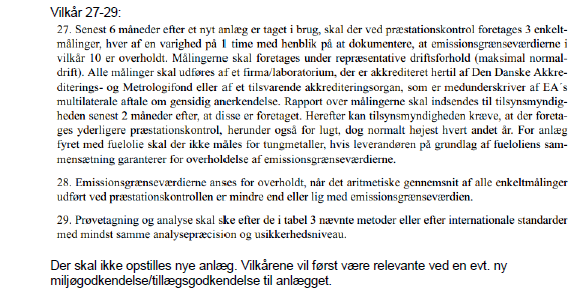 Vilkår 27-29:
27. Senest 6 måneder efter et nyt anlæg er taget i brug, skal der ved præstationskontrol foretages 3 enkelt-
målinger, hver af en varighed på 1 time med henblik på at dokumentere, at emissionsgrænseværdierne i
vilkår 10 er overholdt. Målingerne skal foretages under repræsentative driftsforhold (maksimal normal-
drift). Alle målinger skal udføres af et firma/laboratorium, der er akkrediteret hertil af Den Danske Akkre-
diterings- og Metrologifond eller af et tilsvarende akkrediteringsorgan, som er medunderskriver af EA´s
multilaterale aftale om gensidig anerkendelse. Rapport over målingerne skal indsendes til tilsynsmyndig-
heden senest 2 måneder efter, at disse er foretaget. Herefter kan tilsynsmyndigheden kræve, at der foreta-
ges yderligere præstationskontrol, herunder også for lugt, dog normalt højest hvert andet år. For anlæg
fyret med fuelolie skal der ikke måles for tungmetaller, hvis leverandøren på grundlag af fueloliens sam-
mensætning garanterer for overholdelse af emissionsgrænseværdierne.
28. Emissionsgrænseværdierne anses for overholdt, når det aritmetiske gennemsnit af alle enkeltmålinger
udført ved præstationskontrollen er mindre end eller lig med emissionsgrænseværdien.
29. Prøvetagning og analyse skal ske efter de i tabel 3 nævnte metoder eller efter internationale standarder
med mindst samme analysepræcision og usikkerhedsniveau.
Der skal ikke opstilles nye anlæg. Vilkårene vil først være relevante ved en evt. ny
miljøgodkendelse/tillægsgodkendelse til anlægget.